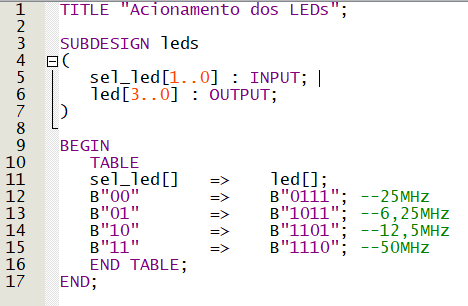 1 TITLE "Acionamento dos LEDs";
2
3 SUBDESIGN leds
4 (
5 sel_led[1..0] : INPUT;
6 led[3..0] : OUTPUT;
7 )
8
9 BEGIN
10 TABLE
11 sel_led[] => led[];
12 B"00" => B"0111"; --25MHz
13 B"01" => B"1011"; --6,25MHz
14 B"10" => B"1101"; --12,5MHz
15 B"11" => B"1110"; --50MHz
16 END TABLE;
17 END;